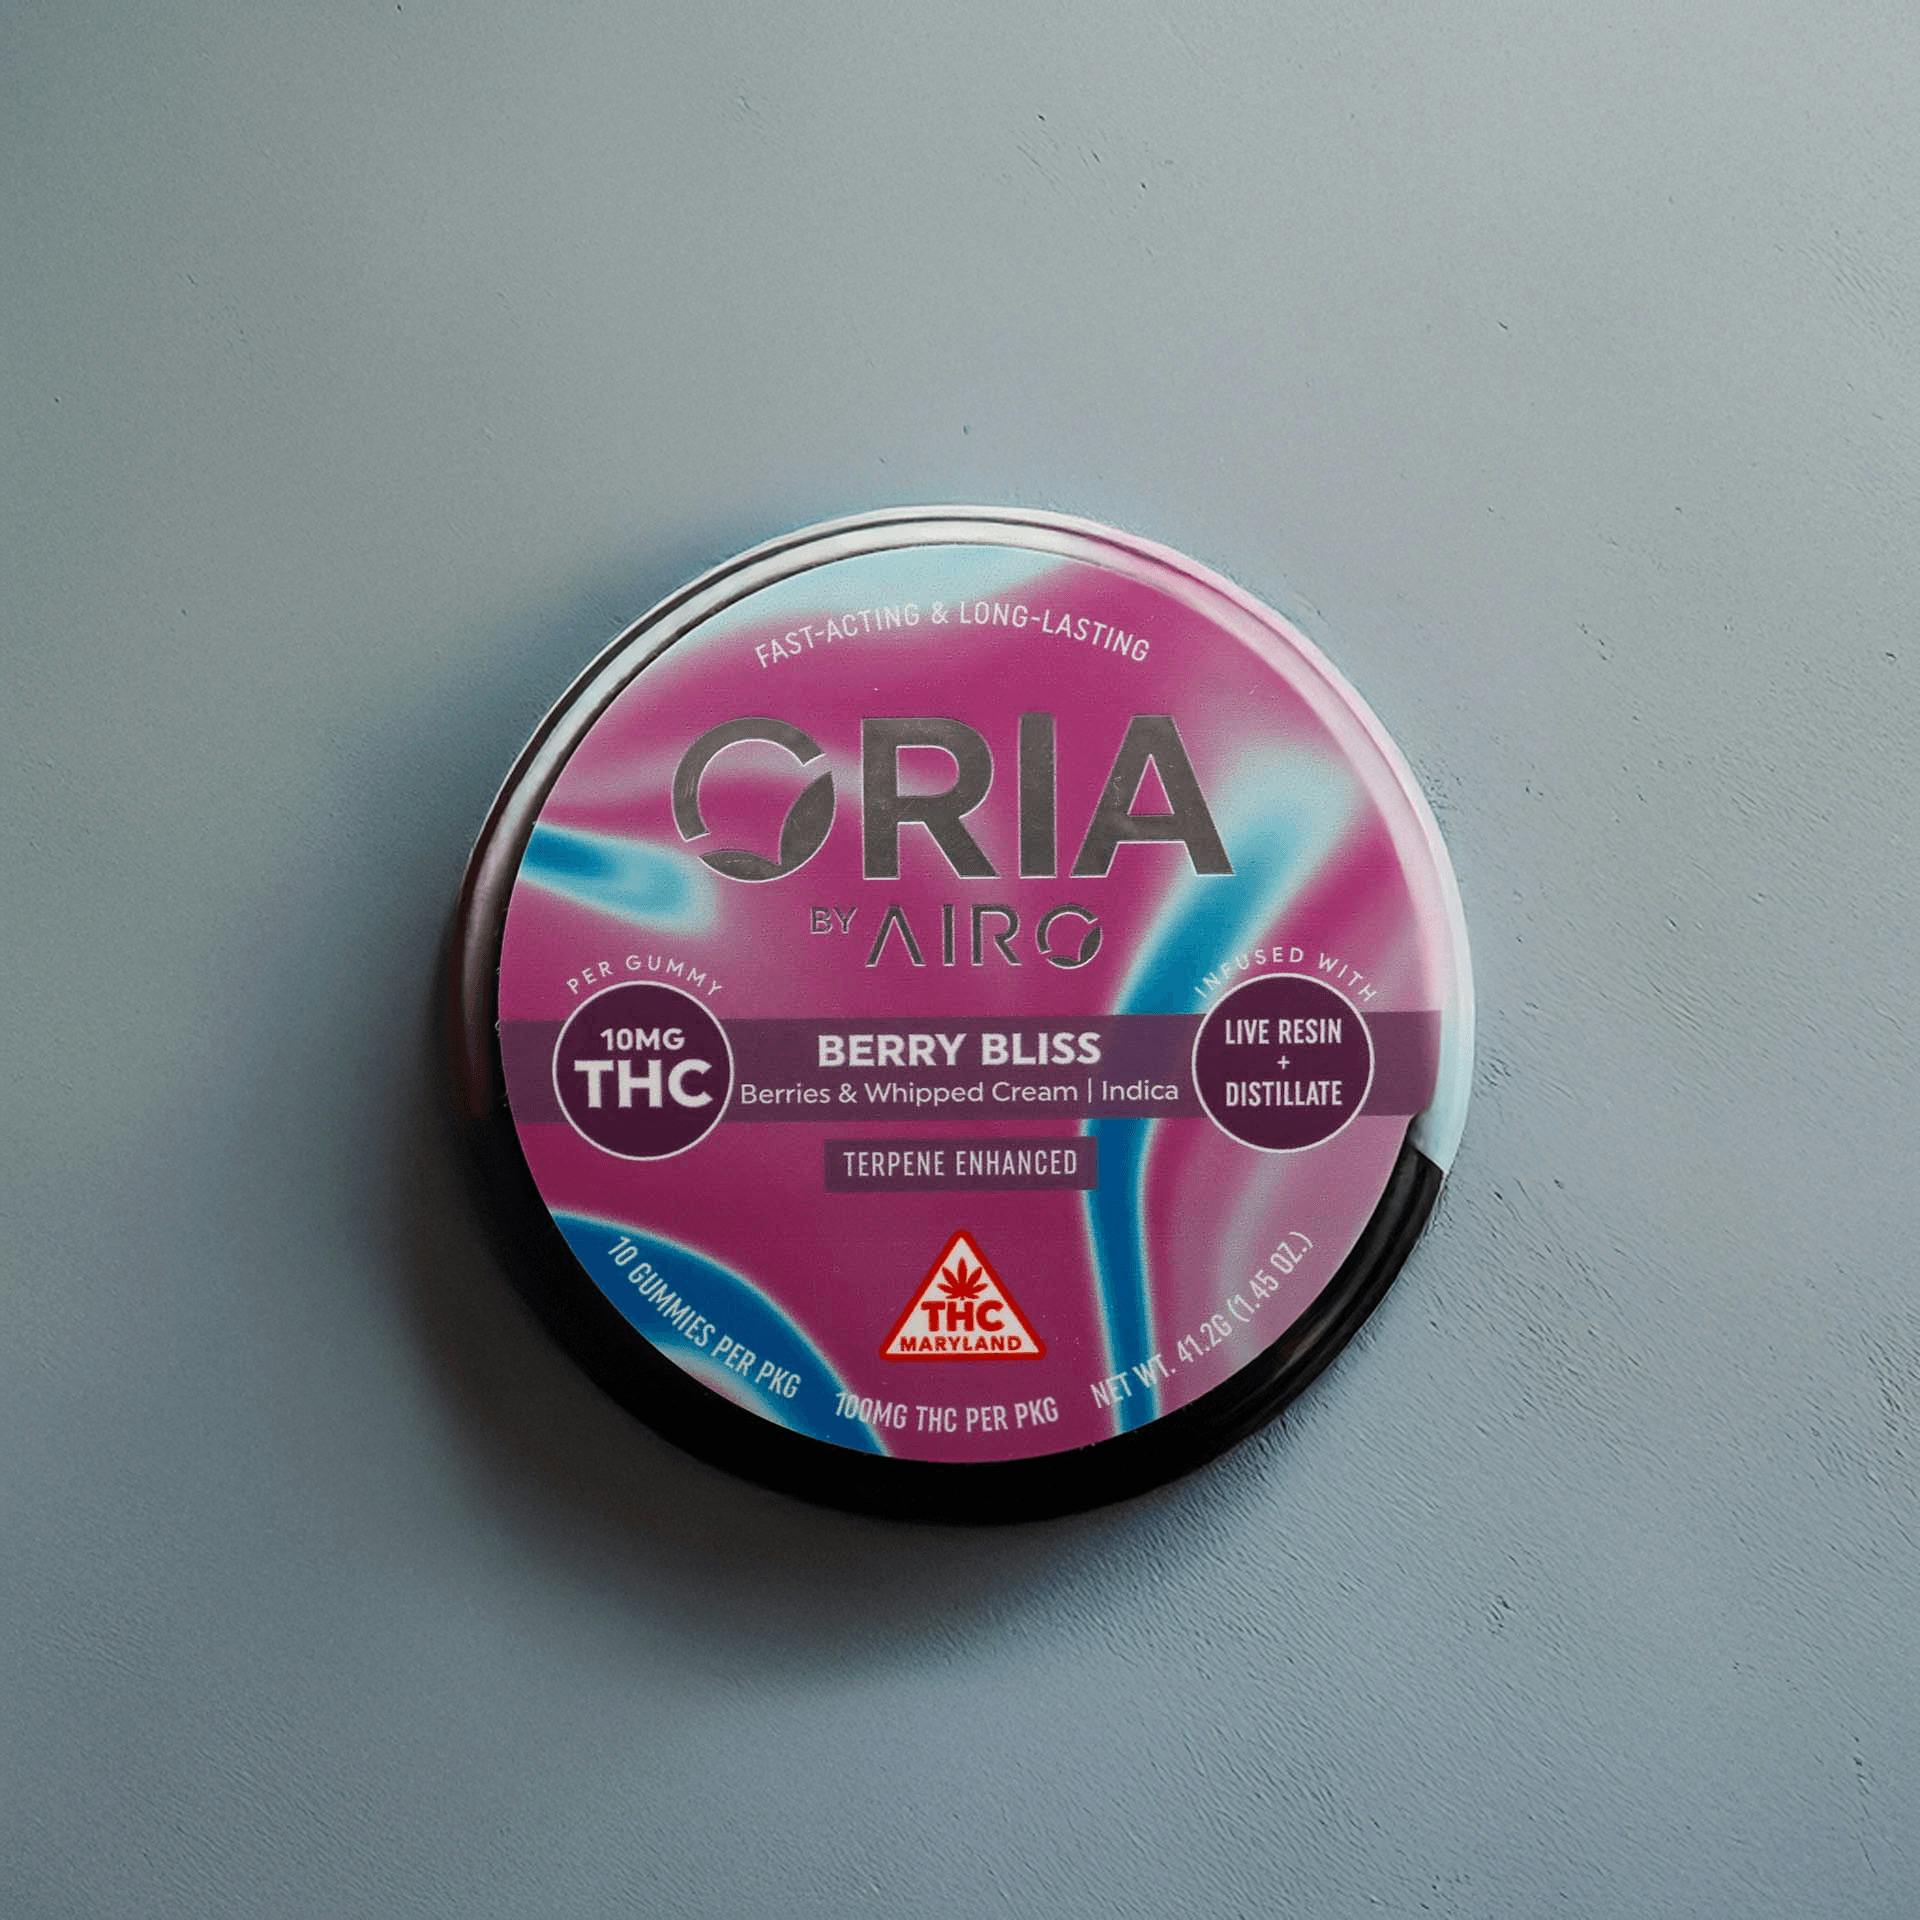 FAST-ACTING & LONG-LASTING
ORIA
BY AIRO
PER GUMMY
10MG
THC
BERRY BLISS
Berries & Whipped Cream | Indica
INFUSED WITH
LIVE RESIN
+
DISTILLATE
TERPENE ENHANCED
THC
MARYLAND
10 GUMMIES PER PKG
100MG THC PER PKG
NET WT. 41.2G (1.45 OZ.)